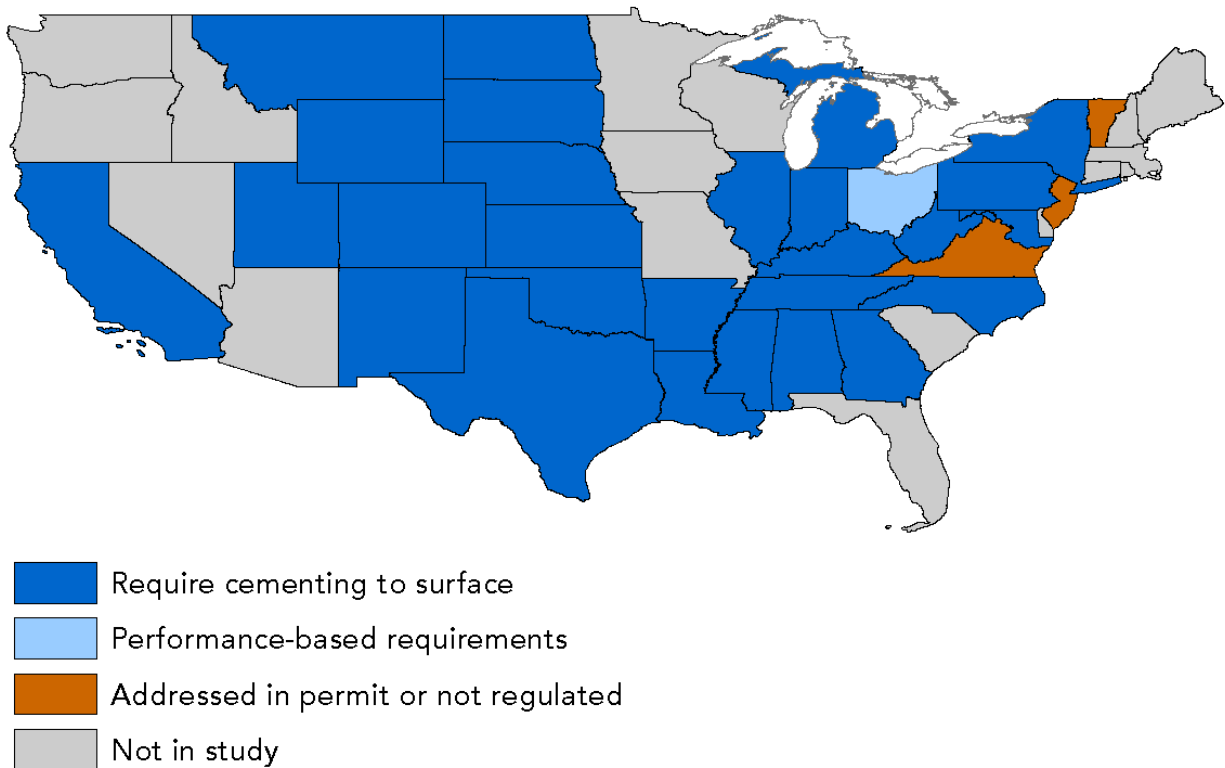 Require cementing to surface
Performance-based requirements
Addressed in permit or not regulated
Not in study